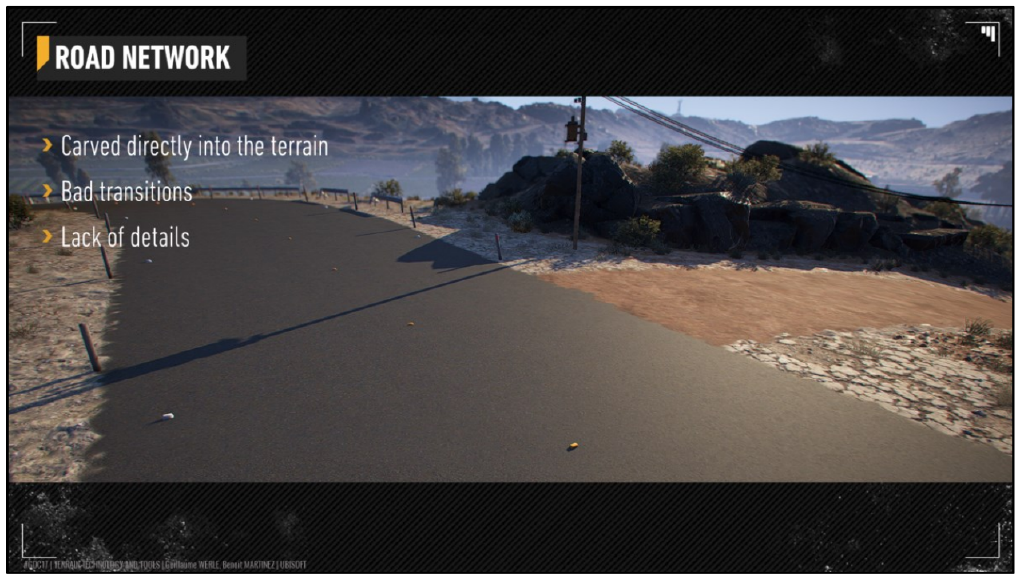 ROAD NETWORK
› Carved directly into the terrain
› Bad transitions
› Lack of details
#GDC17 | TERRAIN TECHNOLOGY AND TOOLS | Guillaume WERLE, Benoit MARTINEZ | UBISOFT